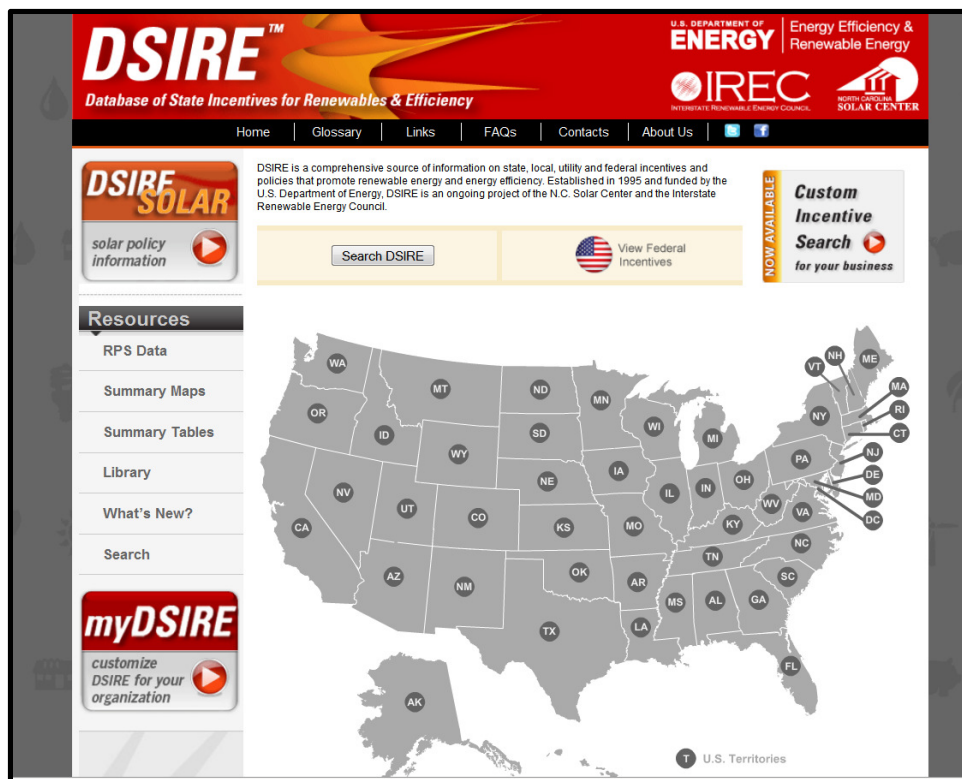 DSIRE™
Database of State Incentives for Renewables & Efficiency
U.S. DEPARTMENT OF
ENERGY
Energy Efficiency &
Renewable Energy
IREC
INTERSTATE RENEWABLE ENERGY COUNCIL
NORTH CAROLINA
SOLAR CENTER
Home | Glossary | Links | FAQs | Contacts | About Us |
DSIRE
SOLAR
solar policy
information
DSIRE is a comprehensive source of information on state, local, utility and federal incentives and
policies that promote renewable energy and energy efficiency. Established in 1995 and funded by the
U.S. Department of Energy, DSIRE is an ongoing project of the N.C. Solar Center and the Interstate
Renewable Energy Council.
Search DSIRE
View Federal
Incentives
NOW AVAILABLE
Custom
Incentive
Search
for your business
Resources
RPS Data
Summary Maps
Summary Tables
Library
What's New?
Search
myDSIRE
customize
DSIRE for your
organization
WA
OR
CA
ID
NV
MT
WY
UT
AZ
CO
NM
ND
SD
NE
KS
OK
TX
MN
IA
MO
AR
LA
WI
IL
MI
IN
OH
KY
TN
MS
AL
GA
FL
SC
NC
VA
WV
PA
NY
VT
NH
ME
MA
RI
CT
NJ
DE
MD
DC
AK
T U.S. Territories